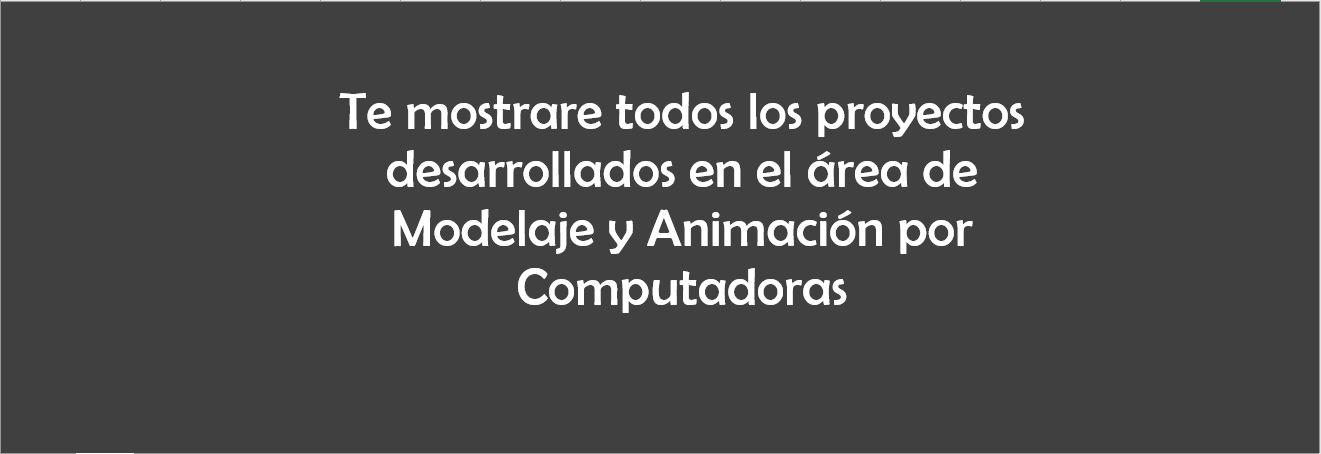 Te mostrare todos los proyectos
desarrollados en el área de
Modelaje y Animación por
Computadoras